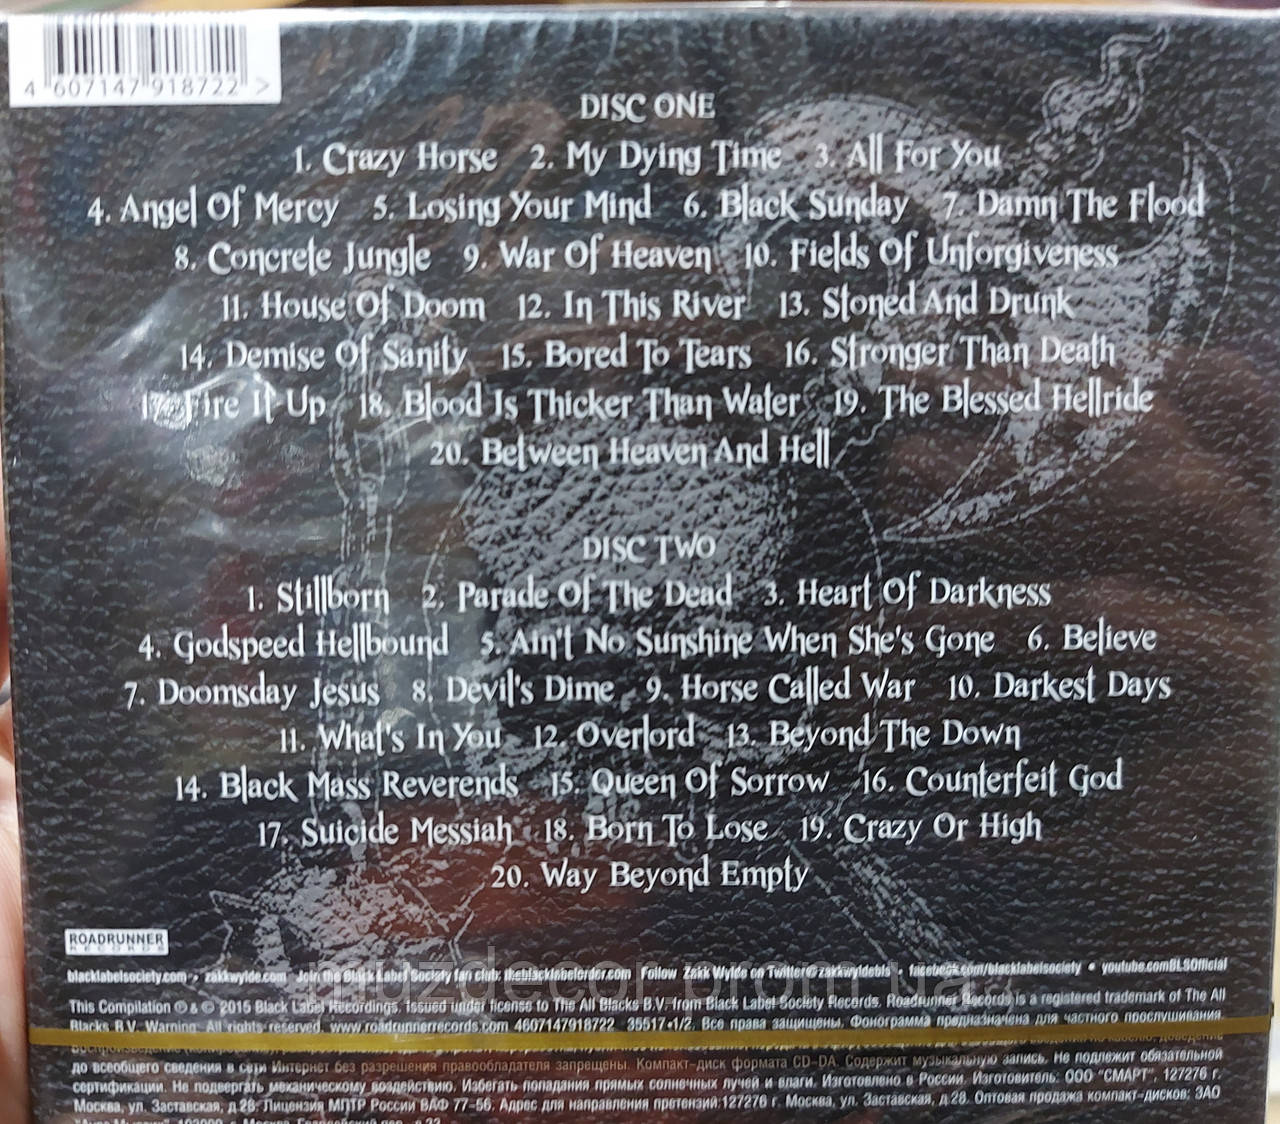 4 607147 918722 >
DISC ONE
1. Crazy Horse 2. My Dying Time 3. All For You
4. Angel Of Mercy 5. Losing Your Mind 6. Black Sunday 7. Damn The Flood
8. Concrete Jungle 9. War Of Heaven 10. Fields Of Unforgiveness
11. House Of Doom 12. In This River 13. Stoned And Drunk
14. Demise Of Sanity 15. Bored To Tears 16. Stronger Than Death
17. Fire It Up 18. Blood Is Thicker Than Water 19. The Blessed Hellride
20. Between Heaven And Hell
DISC TWO
1. Stillborn 2. Parade Of The Dead 3. Heart Of Darkness
4. Godspeed Hellbound 5. Ain't No Sunshine When She's Gone 6. Believe
7. Doomsday Jesus 8. Devil's Dime 9. Horse Called War 10. Darkest Days
11. What's In You 12. Overlord 13. Beyond The Down
14. Black Mass Reverends 15. Queen Of Sorrow 16. Counterfeit God
17. Suicide Messiah 18. Born To Lose 19. Crazy Or High
20. Way Beyond Empty
ROADRUNNER
RECORDS
muzdecor.prom.ua
blacklabelsociety.com • zakkwylde.com Join the Black Label Society fan club: theblacklabelorder.com Follow Zakk Wylde on Twitter@zakkwyldebls • facebook.com/blacklabelsociety • youtube.com/BLSOfficial
This Compilation ℗ & © 2015 Black Label Recordings. Issued under license to The All Blacks B.V. from Black Label Society Records. Roadrunner Records is a registered trademark of The All
Blacks B.V. Warning. All rights reserved. www.roadrunnerrecords.com 4607147918722 35517•1/2. Все права защищены. Фонограмма предназначена для частного прослушивания.
до всеобщего сведения в сети Интернет без разрешения правообладателя запрещены. Компакт-диск формата CD-DA. Содержит музыкальную запись. Не подлежит обязательной
сертификации. Не подвергать механическому воздействию. Избегать попадания прямых солнечных лучей и влаги. Изготовлено в России. Изготовитель: ООО "СМАРТ", 127276 г.
Москва, ул. Заставская, д.28. Лицензия МПТР России ВАФ 77-56. Адрес для направления претензий:127276 г. Москва, ул. Заставская, д.28. Оптовая продажа компакт-дисков: ЗАО